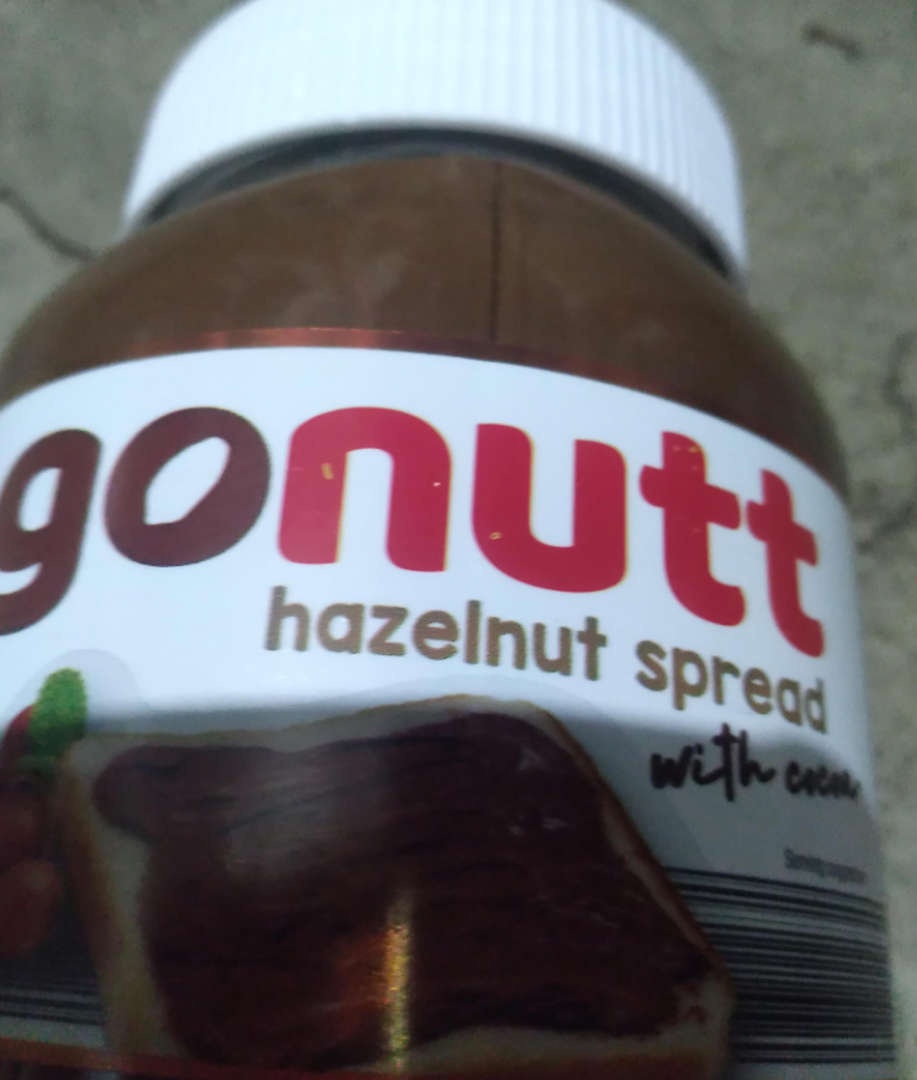 gonutt
hazelnut spread
with cocoa